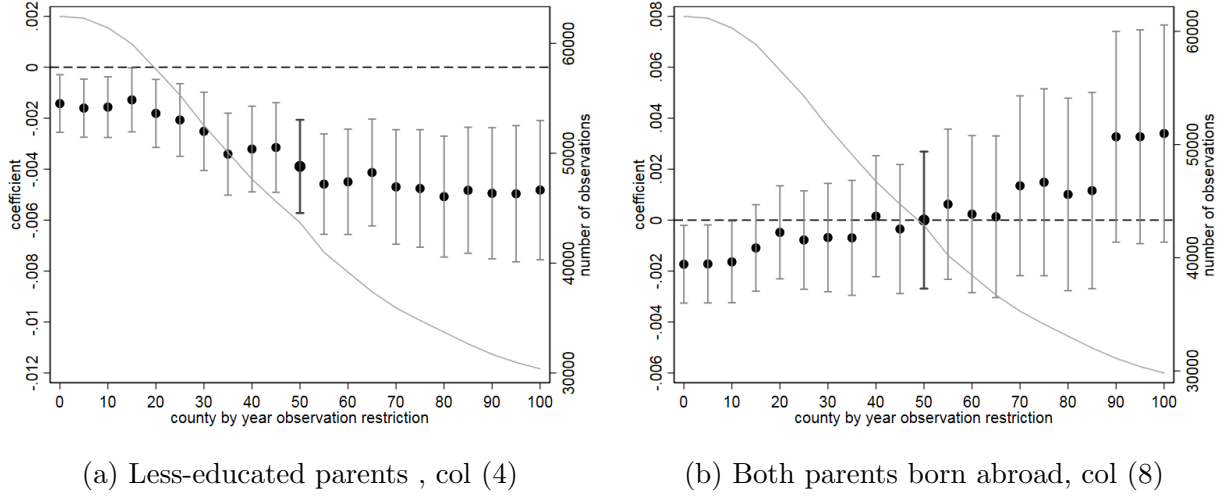 .002
0
-.002
-.004
-.006
-.008
-.01
-.012
coefficient
60000
50000
40000
30000
number of observations
0 10 20 30 40 50 60 70 80 90 100
county by year observation restriction
(a) Less-educated parents , col (4)
.008
.006
.004
.002
0
-.002
-.004
-.006
coefficient
60000
50000
40000
30000
number of observations
0 10 20 30 40 50 60 70 80 90 100
county by year observation restriction
(b) Both parents born abroad, col (8)